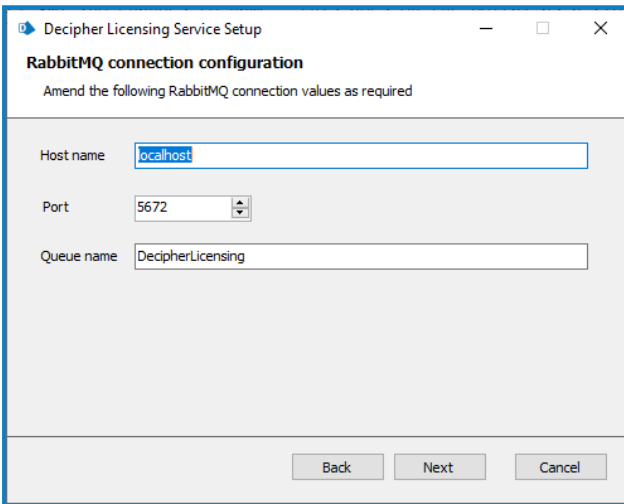 Decipher Licensing Service Setup
RabbitMQ connection configuration
Amend the following RabbitMQ connection values as required
Host name localhost
Port 5672
Queue name DecipherLicensing
Back Next Cancel